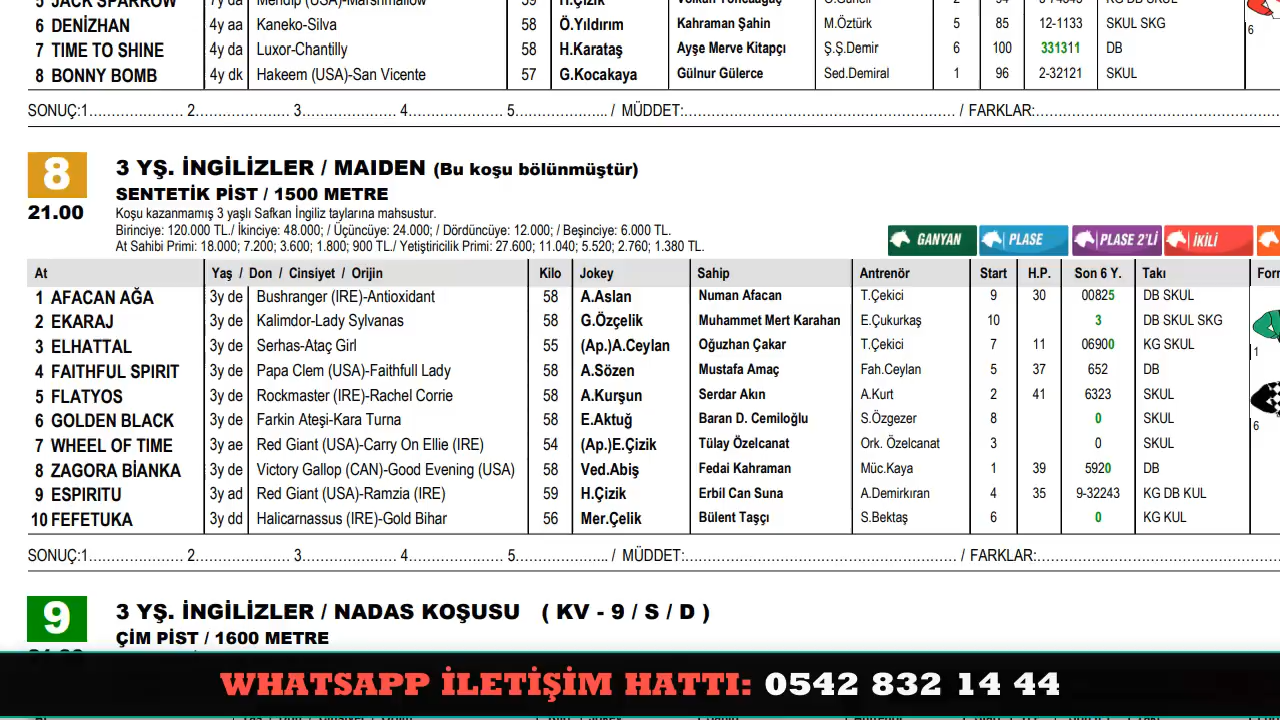 5 JACK SPARROW 7y da Mendip (USA)-Marshmallow 59 H.Çizik
6 DENİZHAN 4y aa Kaneko-Silva 58 Ö.Yıldırım Kahraman Şahin M.Öztürk 5 85 12-1133 SKUL SKG
7 TIME TO SHINE 4y da Luxor-Chantilly 58 H.Karataş Ayşe Merve Kitapçı Ş.Ş.Demir 6 100 331311 DB
8 BONNY BOMB 4y dk Hakeem (USA)-San Vicente 57 G.Kocakaya Gülnur Gülerce Sed.Demiral 1 96 2-32121 SKUL
6
SONUÇ:1..................... 2..................... 3..................... 4..................... 5..................... / MÜDDET:............................................................. / FARKLAR:.......................................................
8 3 YŞ. İNGİLİZLER / MAIDEN (Bu koşu bölünmüştür)
SENTETİK PİST / 1500 METRE
21.00
Koşu kazanmamış 3 yaşlı Safkan İngiliz taylarına mahsustur.
Birinciye: 120.000 TL./ İkinciye: 48.000; / Üçüncüye: 24.000; / Dördüncüye: 12.000; / Beşinciye: 6.000 TL.
At Sahibi Primi: 18.000; 7.200; 3.600; 1.800; 900 TL./ Yetiştiricilik Primi: 27.600; 11.040; 5.520; 2.760; 1.380 TL.
GANYAN PLASE PLASE 2'Lİ İKİLİ
At Yaş / Don / Cinsiyet / Orijin Kilo Jokey Sahip Antrenör Start H.P. Son 6 Y. Takı Forn
1 AFACAN AĞA 3y de Bushranger (IRE)-Antioxidant 58 A.Aslan Numan Afacan T.Çekici 9 30 00825 DB SKUL
2 EKARAJ 3y de Kalimdor-Lady Sylvanas 58 G.Özçelik Muhammet Mert Karahan E.Çukurkaş 10 3 DB SKUL SKG
3 ELHATTAL 3y de Serhas-Ataç Girl 55 (Ap.)A.Ceylan Oğuzhan Çakar T.Çekici 7 11 06900 KG SKUL
1
4 FAITHFUL SPIRIT 3y de Papa Clem (USA)-Faithfull Lady 58 A.Sözen Mustafa Amaç Fah.Ceylan 5 37 652 DB
5 FLATYOS 3y de Rockmaster (IRE)-Rachel Corrie 58 A.Kurşun Serdar Akın A.Kurt 2 41 6323 SKUL
6 GOLDEN BLACK 3y de Farkin Ateşi-Kara Turna 58 E.Aktuğ Baran D. Cemiloğlu S.Özgezer 8 0 SKUL
6
7 WHEEL OF TIME 3y ae Red Giant (USA)-Carry On Ellie (IRE) 54 (Ap.)E.Çizik Tülay Özelcanat Ork. Özelcanat 3 0 SKUL
8 ZAGORA BİANKA 3y de Victory Gallop (CAN)-Good Evening (USA) 58 Ved.Abiş Fedai Kahraman Müc.Kaya 1 39 5920 DB
9 ESPIRITU 3y ad Red Giant (USA)-Ramzia (IRE) 59 H.Çizik Erbil Can Suna A.Demirkıran 4 35 9-32243 KG DB KUL
10 FEFETUKA 3y dd Halicarnassus (IRE)-Gold Bihar 56 Mer.Çelik Bülent Taşçı S.Bektaş 6 0 KG KUL
SONUÇ:1..................... 2..................... 3..................... 4..................... 5..................... / MÜDDET:............................................................. / FARKLAR:.......................................................
9 3 YŞ. İNGİLİZLER / NADAS KOŞUSU ( KV - 9 / S / D )
ÇİM PİST / 1600 METRE
WHATSAPP İLETİŞİM HATTI: 0542 832 14 44